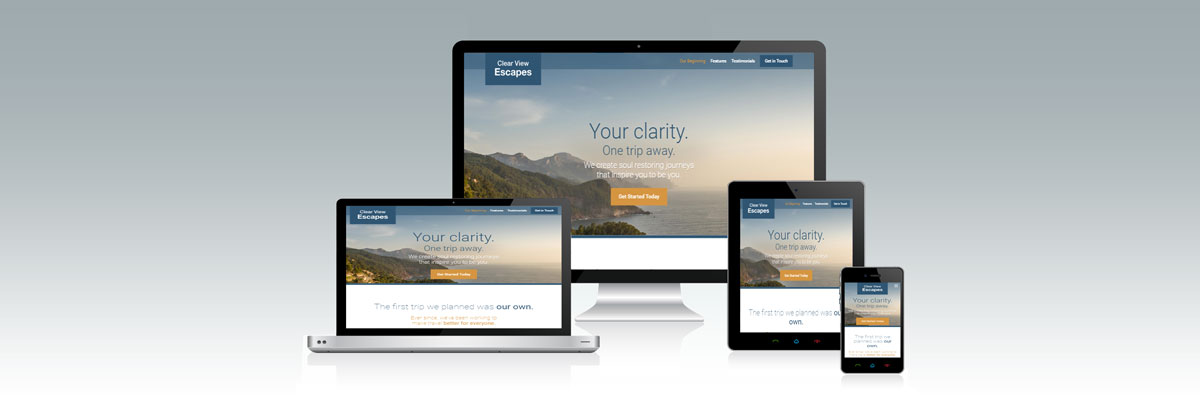 Clear View
Escapes
Our Beginning Features Testimonials Get in Touch
Your clarity.
One trip away.
We create soul restoring journeys
that inspire you to be you.
Get Started Today
Clear View
Escapes
Our Beginning Features Testimonials Get in Touch
Your clarity.
One trip away.
We create soul restoring journeys
that inspire you to be you.
Get Started Today
The first trip we planned was our own.
Ever since, we've been working to
make travel better for everyone.
Clear View
Escapes
Features Testimonials Get in Touch
Your clarity.
One trip away.
We create soul restoring journeys
that inspire you to be you.
Get Started Today
The first trip we planned was our
own.
Clear View
Escapes
Your clarity
One trip away.
Get Started Today
The first trip we
planned was our
own.